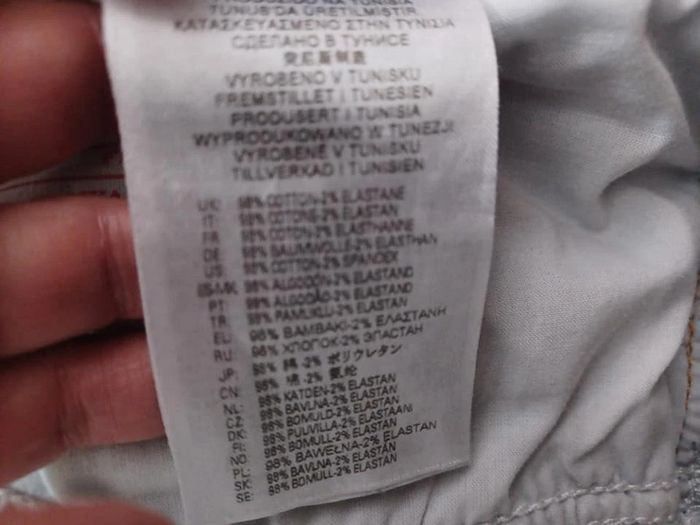 TUNUS'DA ÜRETİLMİŞTİR
ΚΑΤΑΣΚΕΥΑΣΜΕΝΟ ΣΤΗΝ ΤΥΝΙΣΙΑ
СДЕЛАНО В ТУНИСЕ
突尼斯制造
VYROBENO V TUNISKU
FREMSTILLET I TUNESIEN
PRODUSERT I TUNISIA
WYPRODUKOWANO W TUNEZJI
VYROBENE V TUNISKU
TILLVERKAD I TUNISIEN
UK: 98% COTTON-2% ELASTANE
IT: 98% COTONE-2% ELASTAN
FR: 98% COTON-2% ELASTHANNE
DE: 98% BAUMWOLLE-2% ELASTHAN
US: 98% COTTON-2% SPANDEX
ES-MX: 98% ALGODON-2% ELASTANO
PT: 98% ALGODÃO-2% ELASTANO
TR: 98% PAMUKLU-2% ELASTAN
EL: 98% ΒΑΜΒΑΚΙ-2% ΕΛΑΣΤΑΝΗ
RU: 98% ХЛОПОК-2% ЭЛАСТАН
JP: 98% 綿 -2% ポリウレタン
CN: 98% 棉 -2% 氨纶
NL: 98% KATOEN-2% ELASTAN
CZ: 98% BAVLNA-2% ELASTAN
DK: 98% BOMULD-2% ELASTAN
FI: 98% PUUVILLA-2% ELASTAANI
NO: 98% BOMULL-2% ELASTAN
PL: 98% BAWEŁNA-2% ELASTAN
SK: 98% BAVLNA-2% ELASTAN
SE: 98% BOMULL-2% ELASTAN